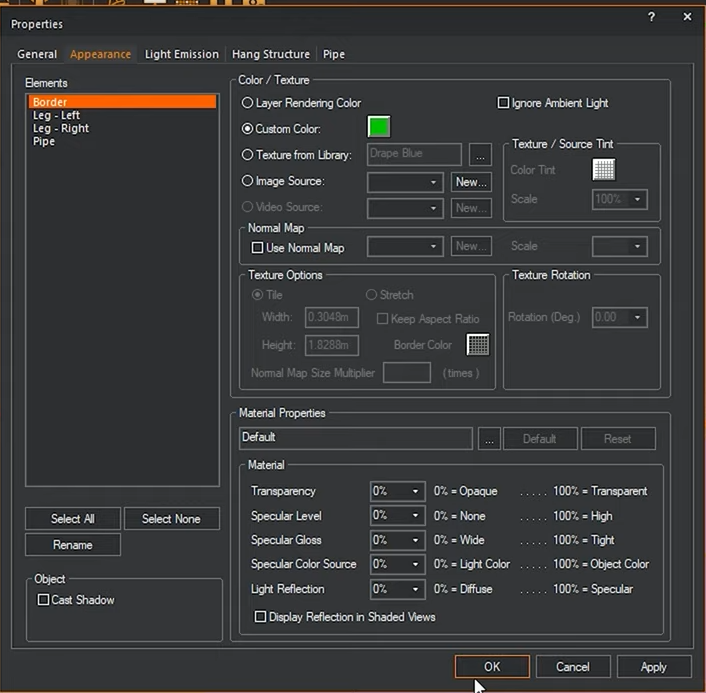 Properties
? ×
General Appearance Light Emission Hang Structure Pipe
Elements
Border
Leg - Left
Leg - Right
Pipe
Select All Select None
Rename
Object
Cast Shadow
Color / Texture
Layer Rendering Color Ignore Ambient Light
Custom Color:
Texture from Library: Drape Blue ...
Image Source: New...
Video Source: New...
Texture / Source Tint
Color Tint
Scale 100%
Normal Map
Use Normal Map New... Scale
Texture Options
Tile Stretch
Width: 0.3048m Keep Aspect Ratio
Height: 1.8288m Border Color
Normal Map Size Multiplier (times)
Texture Rotation
Rotation (Deg.) 0.00
Material Properties
Default ... Default Reset
Material
Transparency 0% 0% = Opaque ..... 100% = Transparent
Specular Level 0% 0% = None ..... 100% = High
Specular Gloss 0% 0% = Wide ..... 100% = Tight
Specular Color Source 0% 0% = Light Color ..... 100% = Object Color
Light Reflection 0% 0% = Diffuse ..... 100% = Specular
Display Reflection in Shaded Views
OK Cancel Apply